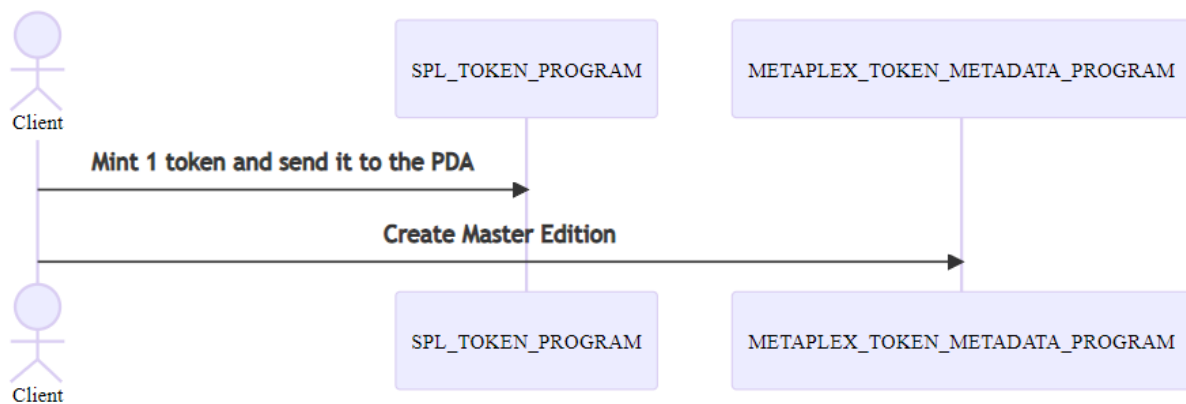 Client
SPL_TOKEN_PROGRAM
METAPLEX_TOKEN_METADATA_PROGRAM
Mint 1 token and send it to the PDA
Create Master Edition
Client
SPL_TOKEN_PROGRAM
METAPLEX_TOKEN_METADATA_PROGRAM